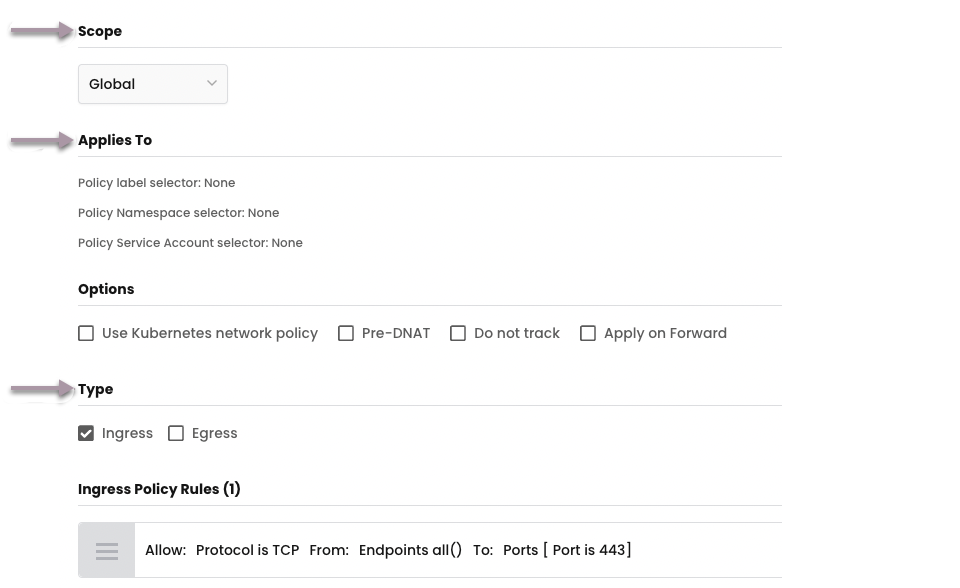 Scope
Global
Applies To
Policy label selector: None
Policy Namespace selector: None
Policy Service Account selector: None
Options
Use Kubernetes network policy Pre-DNAT Do not track Apply on Forward
Type
Ingress Egress
Ingress Policy Rules (1)
Allow: Protocol is TCP From: Endpoints all() To: Ports [ Port is 443]